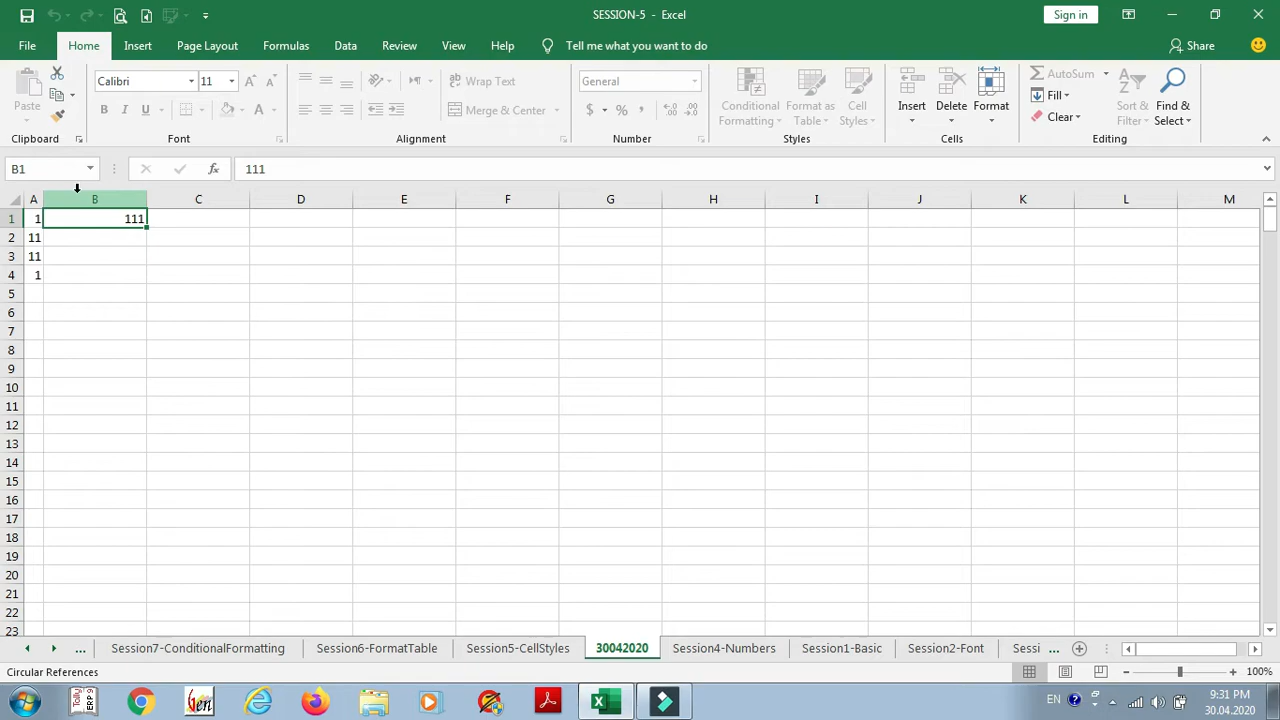 SESSION-5 - Excel
Sign in
File Home Insert Page Layout Formulas Data Review View Help Tell me what you want to do Share
Paste
Calibri 11
Wrap Text
General
Conditional Formatting
Format as Table
Cell Styles
Insert Delete Format
AutoSum
Fill
Clear
Sort & Filter
Find & Select
B I U A
Merge & Center
$ % ,
Clipboard Font Alignment Number Styles Cells Editing
B1 fx 111
A B C D E F G H I J K L M
1 1 111
2 11
3 11
4 1
5
6
7
8
9
10
11
12
13
14
15
16
17
18
19
20
21
22
23
... Session7-ConditionalFormatting Session6-FormatTable Session5-CellStyles 30042020 Session4-Numbers Session1-Basic Session2-Font Sessi ...
Circular References 100%
EN 9:31 PM
30.04.2020